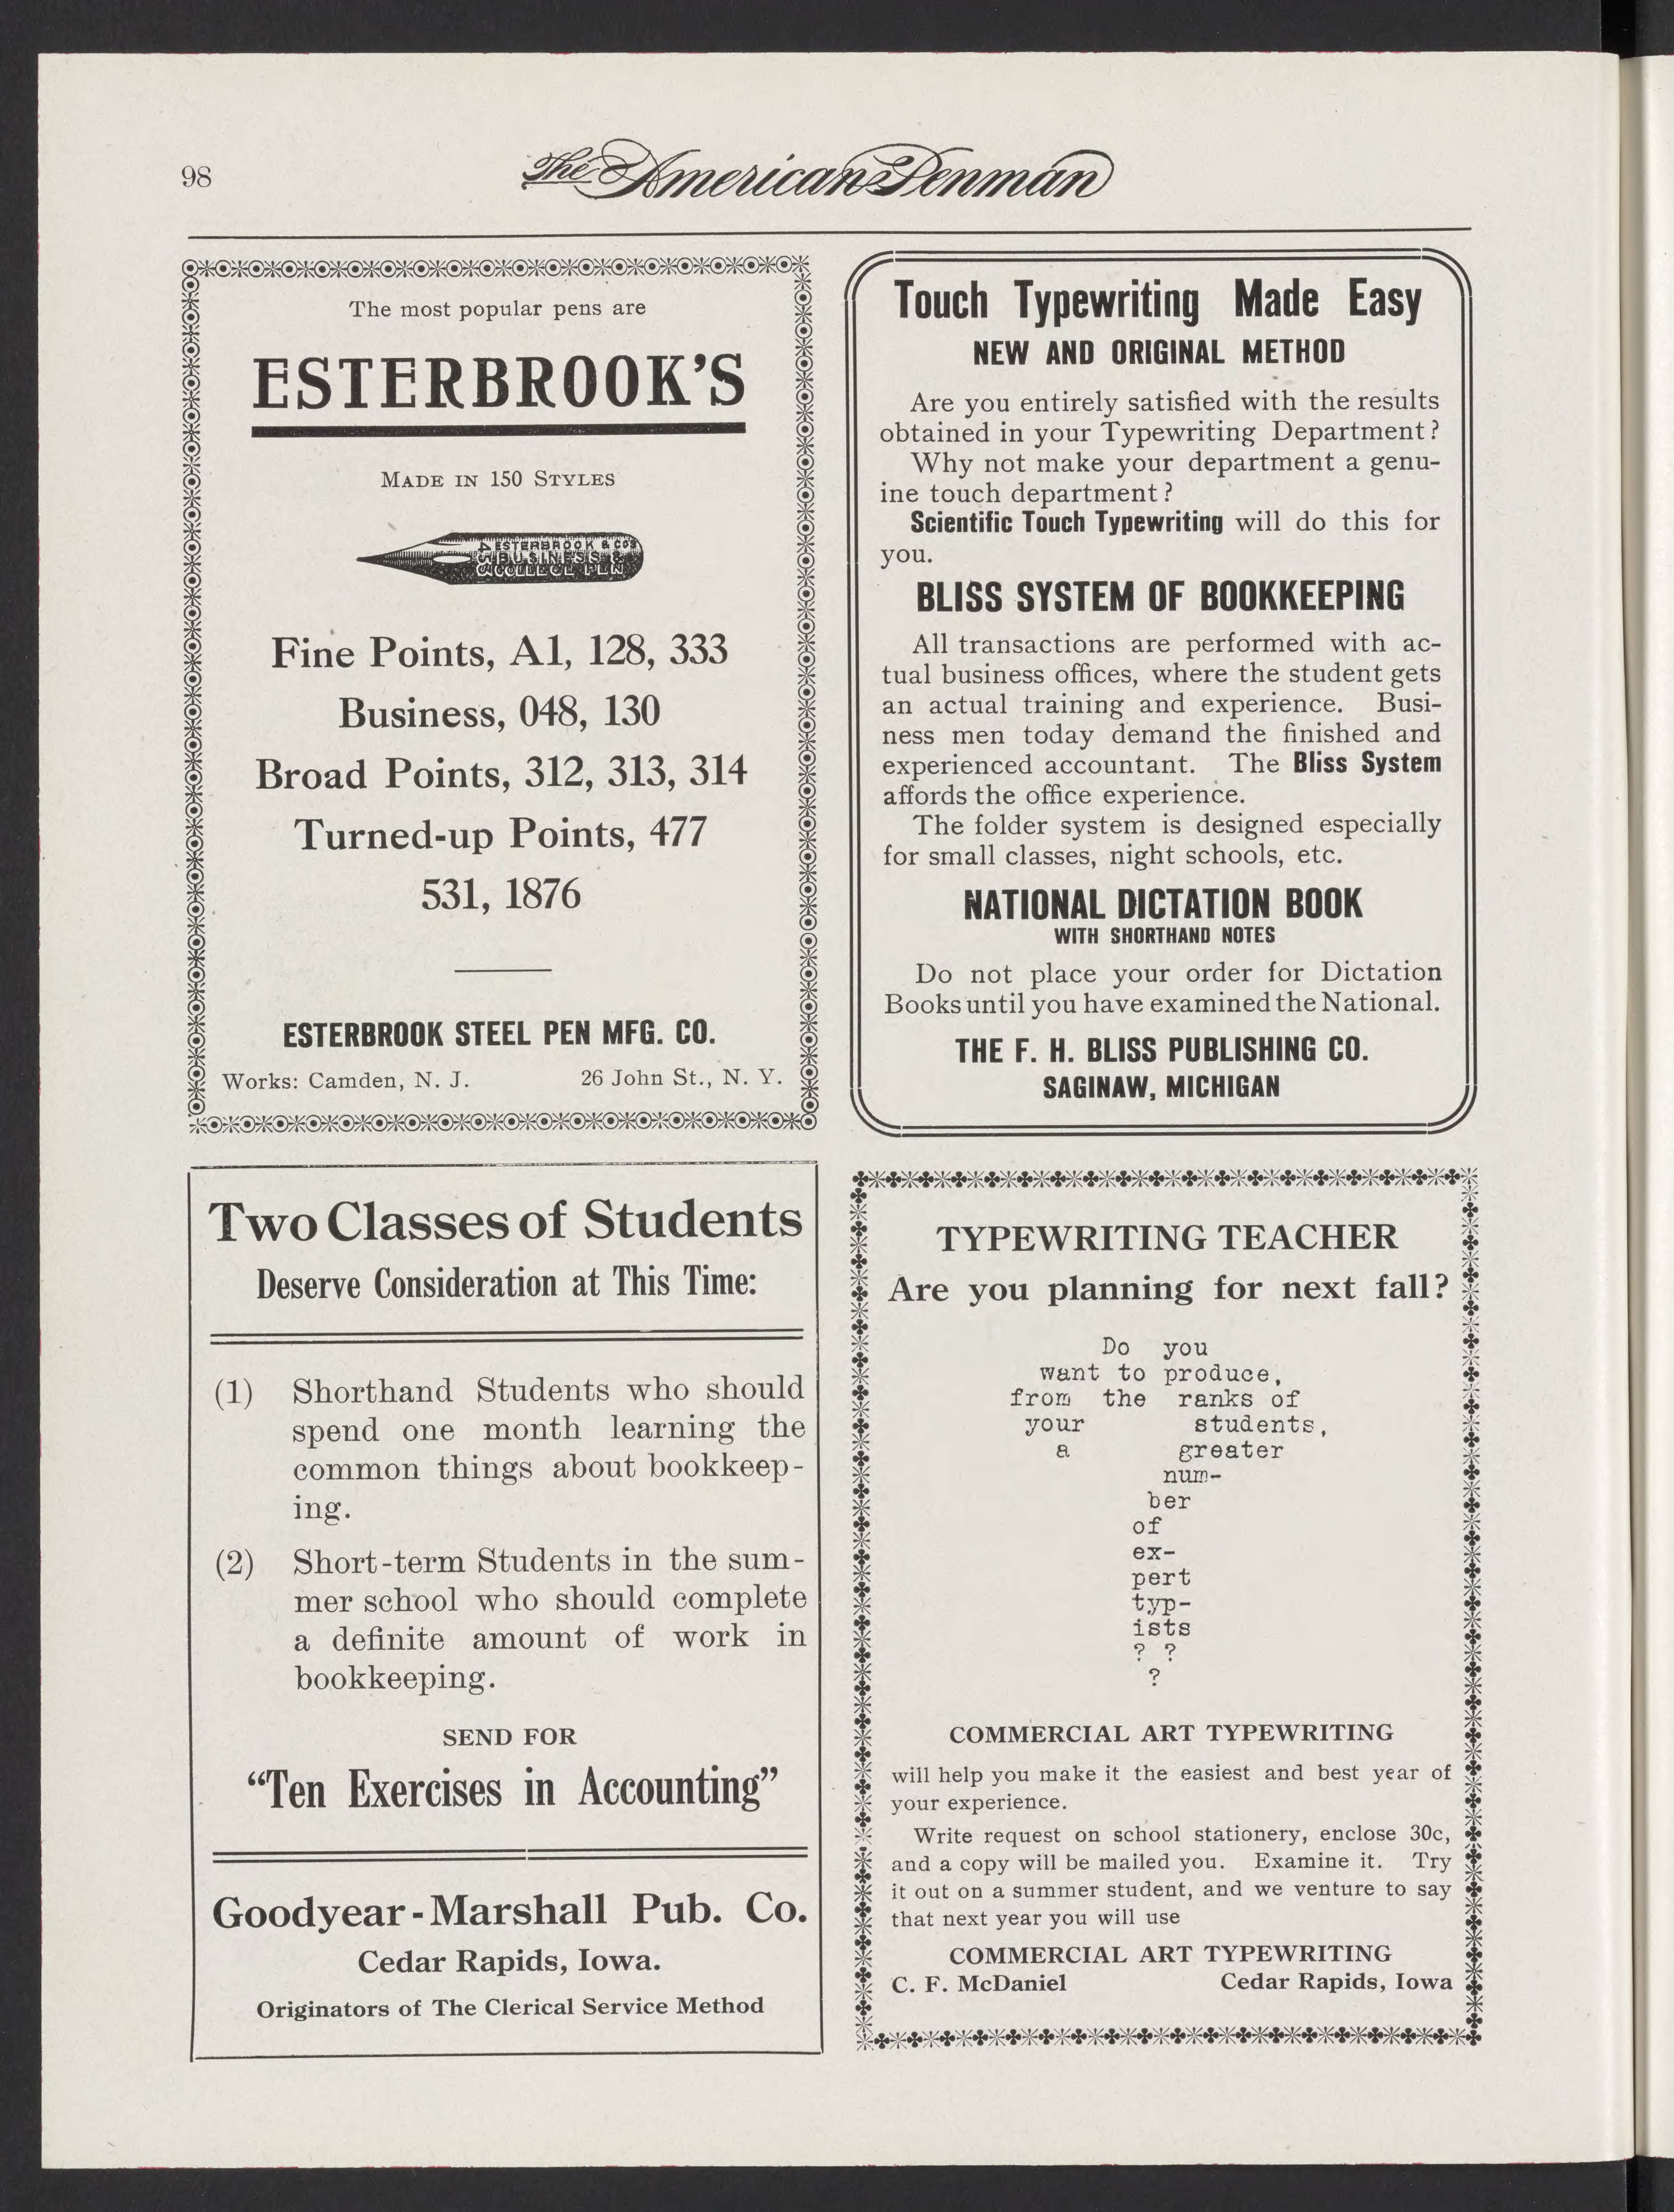 98
The American Penman
The most popular pens are
ESTERBROOK'S
MADE IN 150 STYLES
ESTERBROOK & COS
BUSINESS &
COLLEGE PEN
Fine Points, A1, 128, 333
Business, 048, 130
Broad Points, 312, 313, 314
Turned-up Points, 477
531, 1876
ESTERBROOK STEEL PEN MFG. CO.
Works: Camden, N. J. 26 John St., N. Y.
Touch Typewriting Made Easy
NEW AND ORIGINAL METHOD
Are you entirely satisfied with the results
obtained in your Typewriting Department?
Why not make your department a genu-
ine touch department?
Scientific Touch Typewriting will do this for
you.
BLISS SYSTEM OF BOOKKEEPING
All transactions are performed with ac-
tual business offices, where the student gets
an actual training and experience. Busi-
ness men today demand the finished and
experienced accountant. The Bliss System
affords the office experience.
The folder system is designed especially
for small classes, night schools, etc.
NATIONAL DICTATION BOOK
WITH SHORTHAND NOTES
Do not place your order for Dictation
Books until you have examined the National.
THE F. H. BLISS PUBLISHING CO.
SAGINAW, MICHIGAN
Two Classes of Students
Deserve Consideration at This Time:
(1) Shorthand Students who should
spend one month learning the
common things about bookkeep-
ing.
(2) Short-term Students in the sum-
mer school who should complete
a definite amount of work in
bookkeeping.
SEND FOR
"Ten Exercises in Accounting"
Goodyear-Marshall Pub. Co.
Cedar Rapids, Iowa.
Originators of The Clerical Service Method
TYPEWRITING TEACHER
Are you planning for next fall?
Do you
want to produce,
from the ranks of
your students,
a greater
num-
ber
of
ex-
pert
typ-
ists
? ?
?
COMMERCIAL ART TYPEWRITING
will help you make it the easiest and best year of
your experience.
Write request on school stationery, enclose 30c,
and a copy will be mailed you. Examine it. Try
it out on a summer student, and we venture to say
that next year you will use
COMMERCIAL ART TYPEWRITING
C. F. McDaniel Cedar Rapids, Iowa